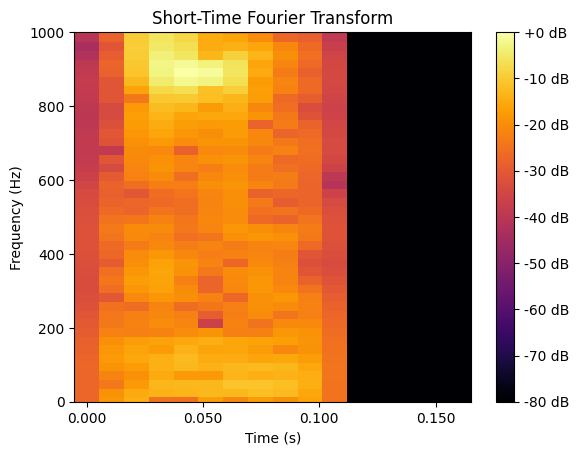 Short-Time Fourier Transform
1000
800
600
400
200
0
Frequency (Hz)
0.000
0.050
0.100
0.150
Time (s)
+0 dB
-10 dB
-20 dB
-30 dB
-40 dB
-50 dB
-60 dB
-70 dB
-80 dB